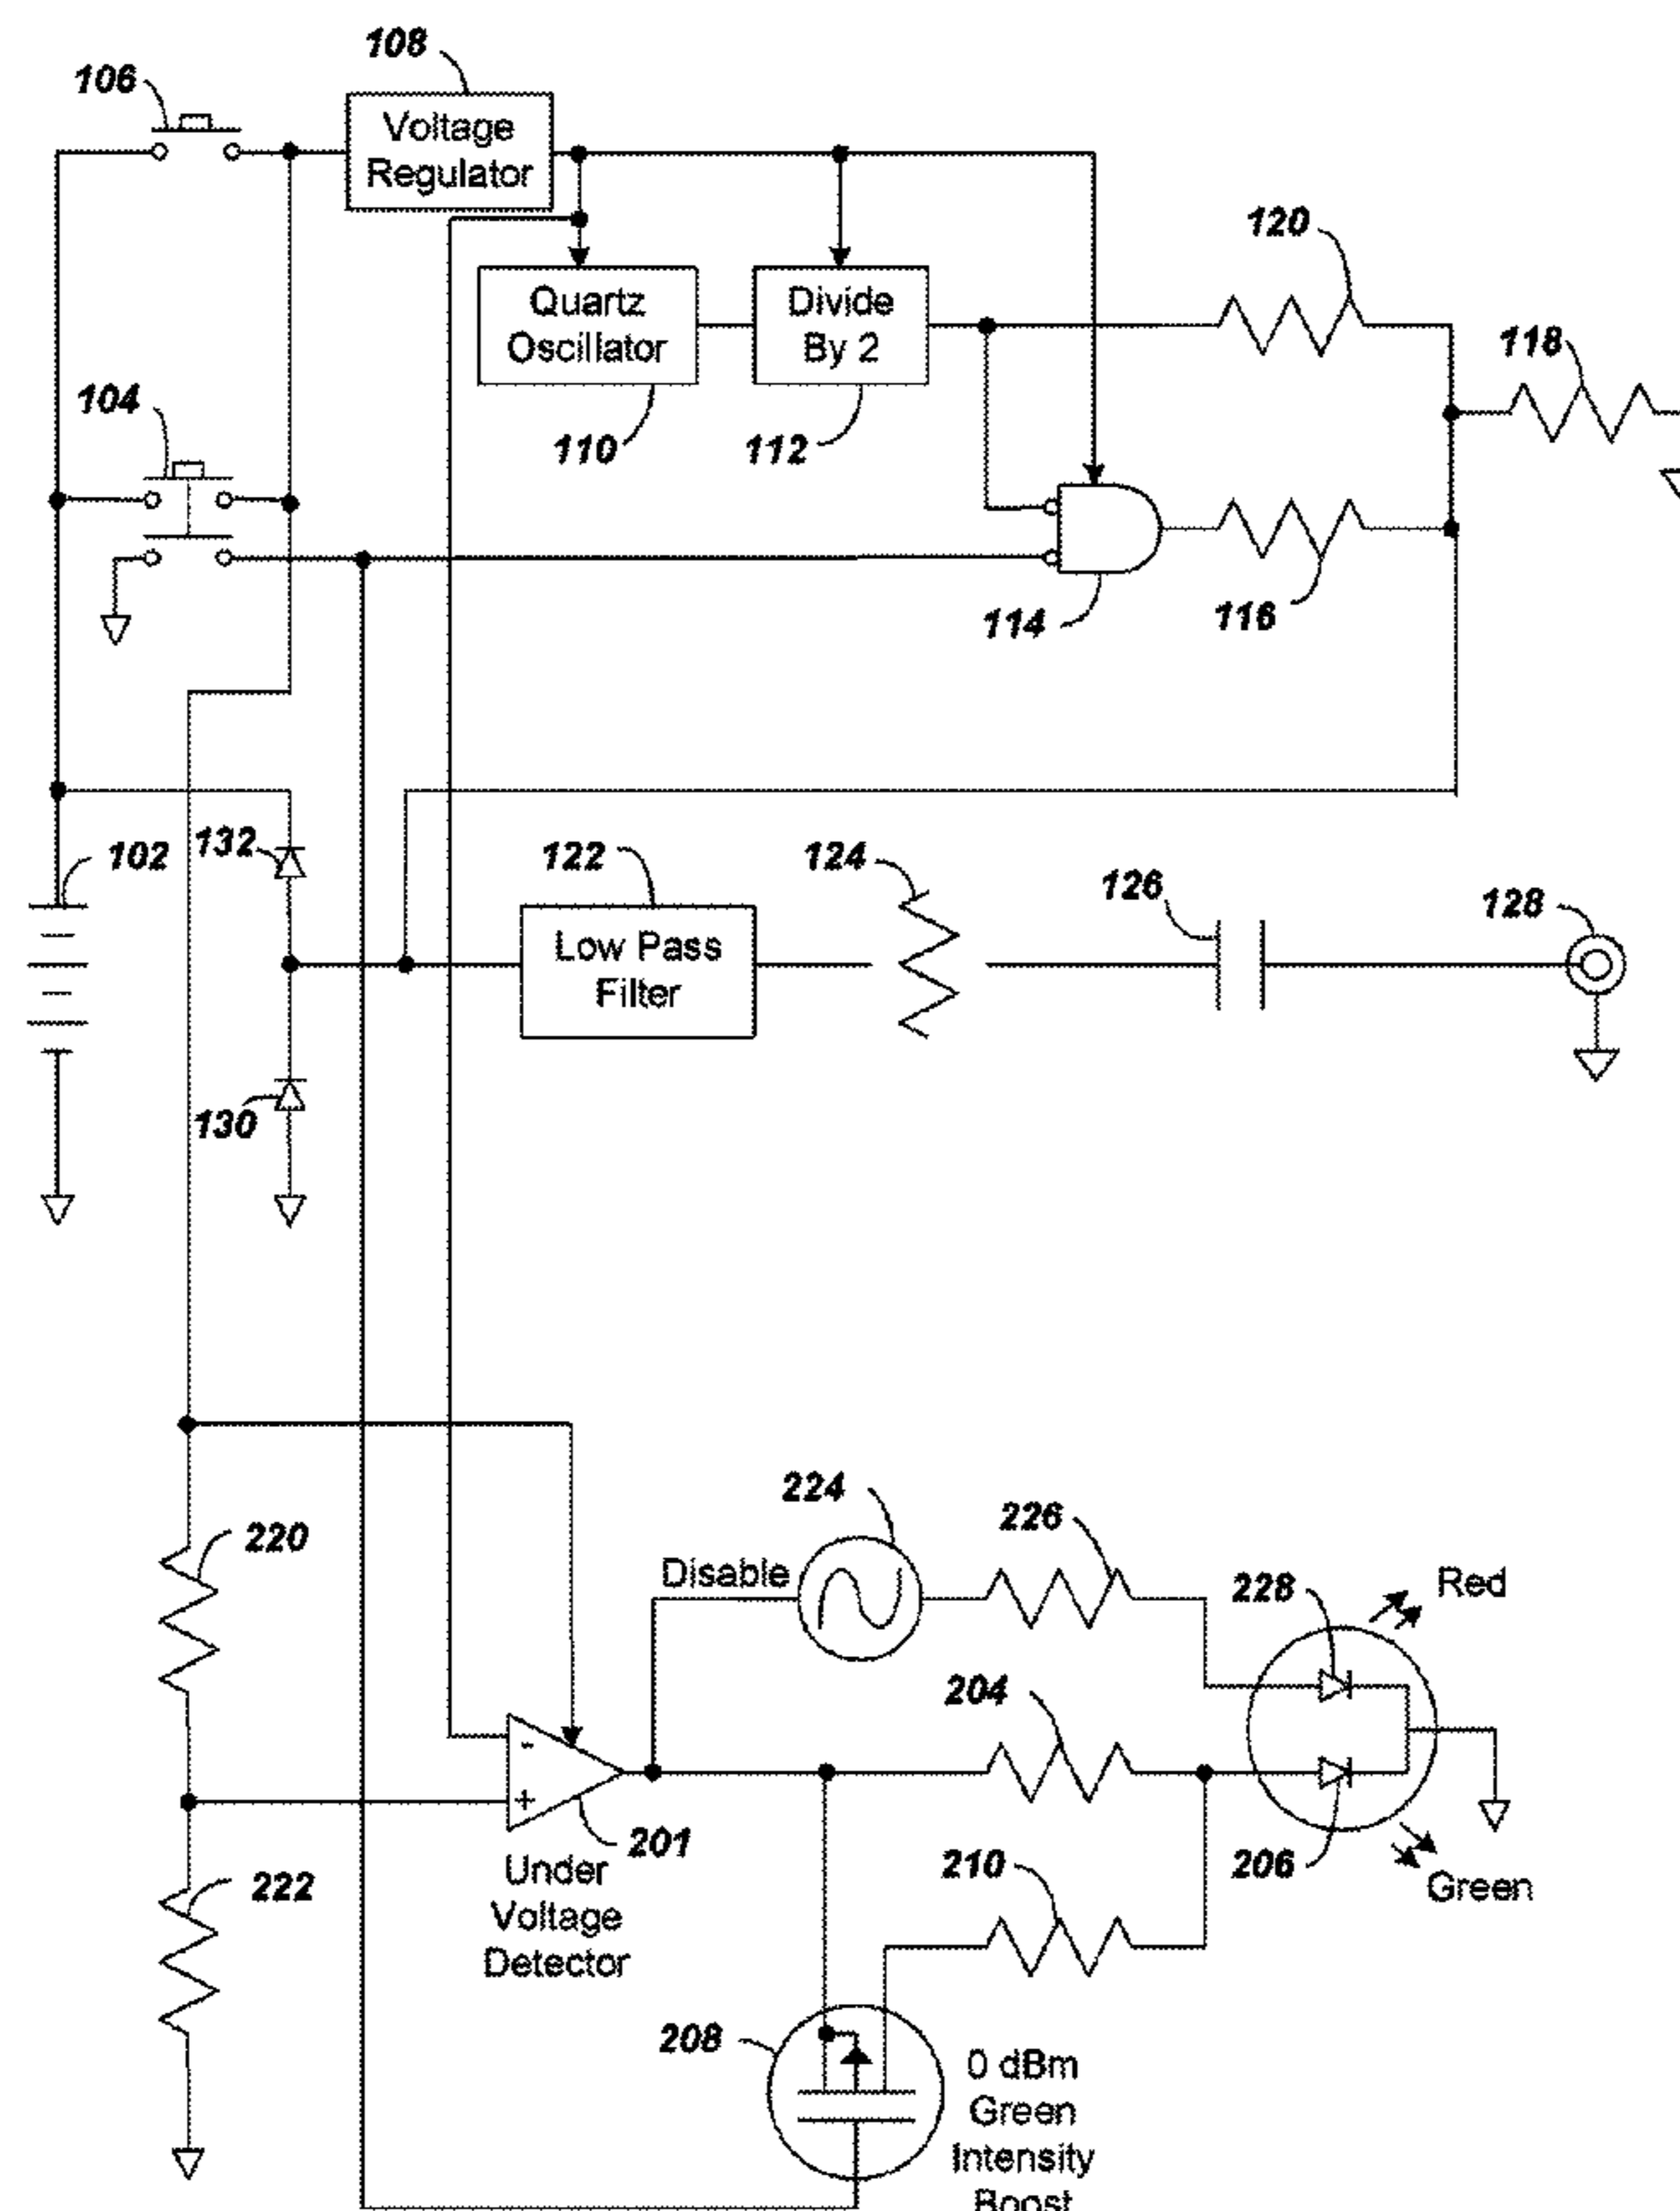 108
106
Voltage
Regulator
120
118
Quartz
Oscillator
Divide
By 2
104
110
112
114
116
102
132
122
124
126
128
Low Pass
Filter
130
224
226
220
Disable
228
Red
204
-
+
201
Under
Voltage
Detector
210
206
Green
222
208
0 dBm
Green
Intensity
Boost